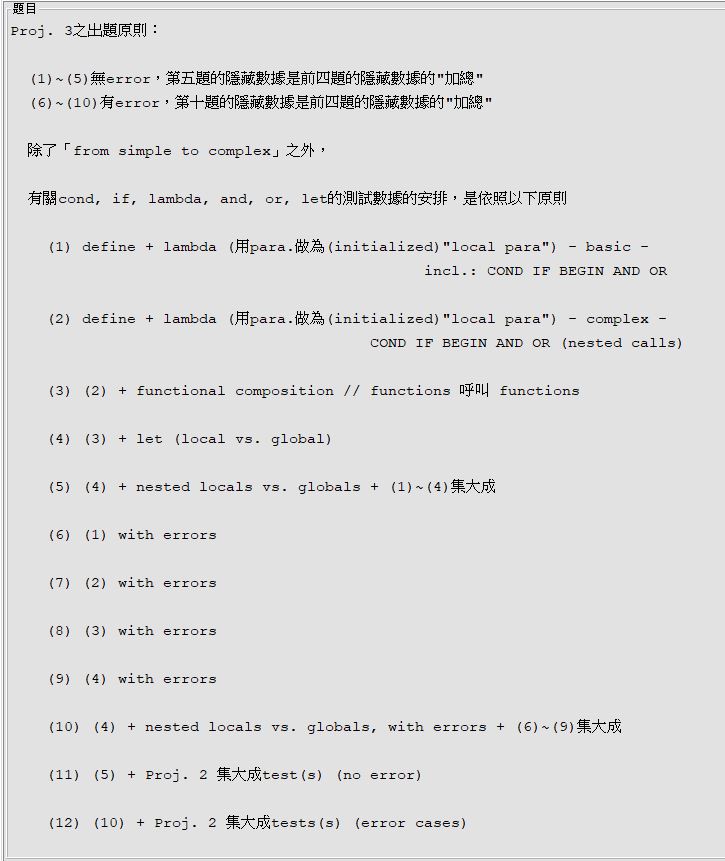 題目
Proj. 3之出題原則：
(1)~(5)無error，第五題的隱藏數據是前四題的隱藏數據的"加總"
(6)~(10)有error，第十題的隱藏數據是前四題的隱藏數據的"加總"
除了「from simple to complex」之外，
有關cond, if, lambda, and, or, let的測試數據的安排，是依照以下原則
(1) define + lambda (用para.做為(initialized)"local para") - basic -
incl.: COND IF BEGIN AND OR
(2) define + lambda (用para.做為(initialized)"local para") - complex -
COND IF BEGIN AND OR (nested calls)
(3) (2) + functional composition // functions 呼叫 functions
(4) (3) + let (local vs. global)
(5) (4) + nested locals vs. globals + (1)~(4)集大成
(6) (1) with errors
(7) (2) with errors
(8) (3) with errors
(9) (4) with errors
(10) (4) + nested locals vs. globals, with errors + (6)~(9)集大成
(11) (5) + Proj. 2 集大成test(s) (no error)
(12) (10) + Proj. 2 集大成tests(s) (error cases)